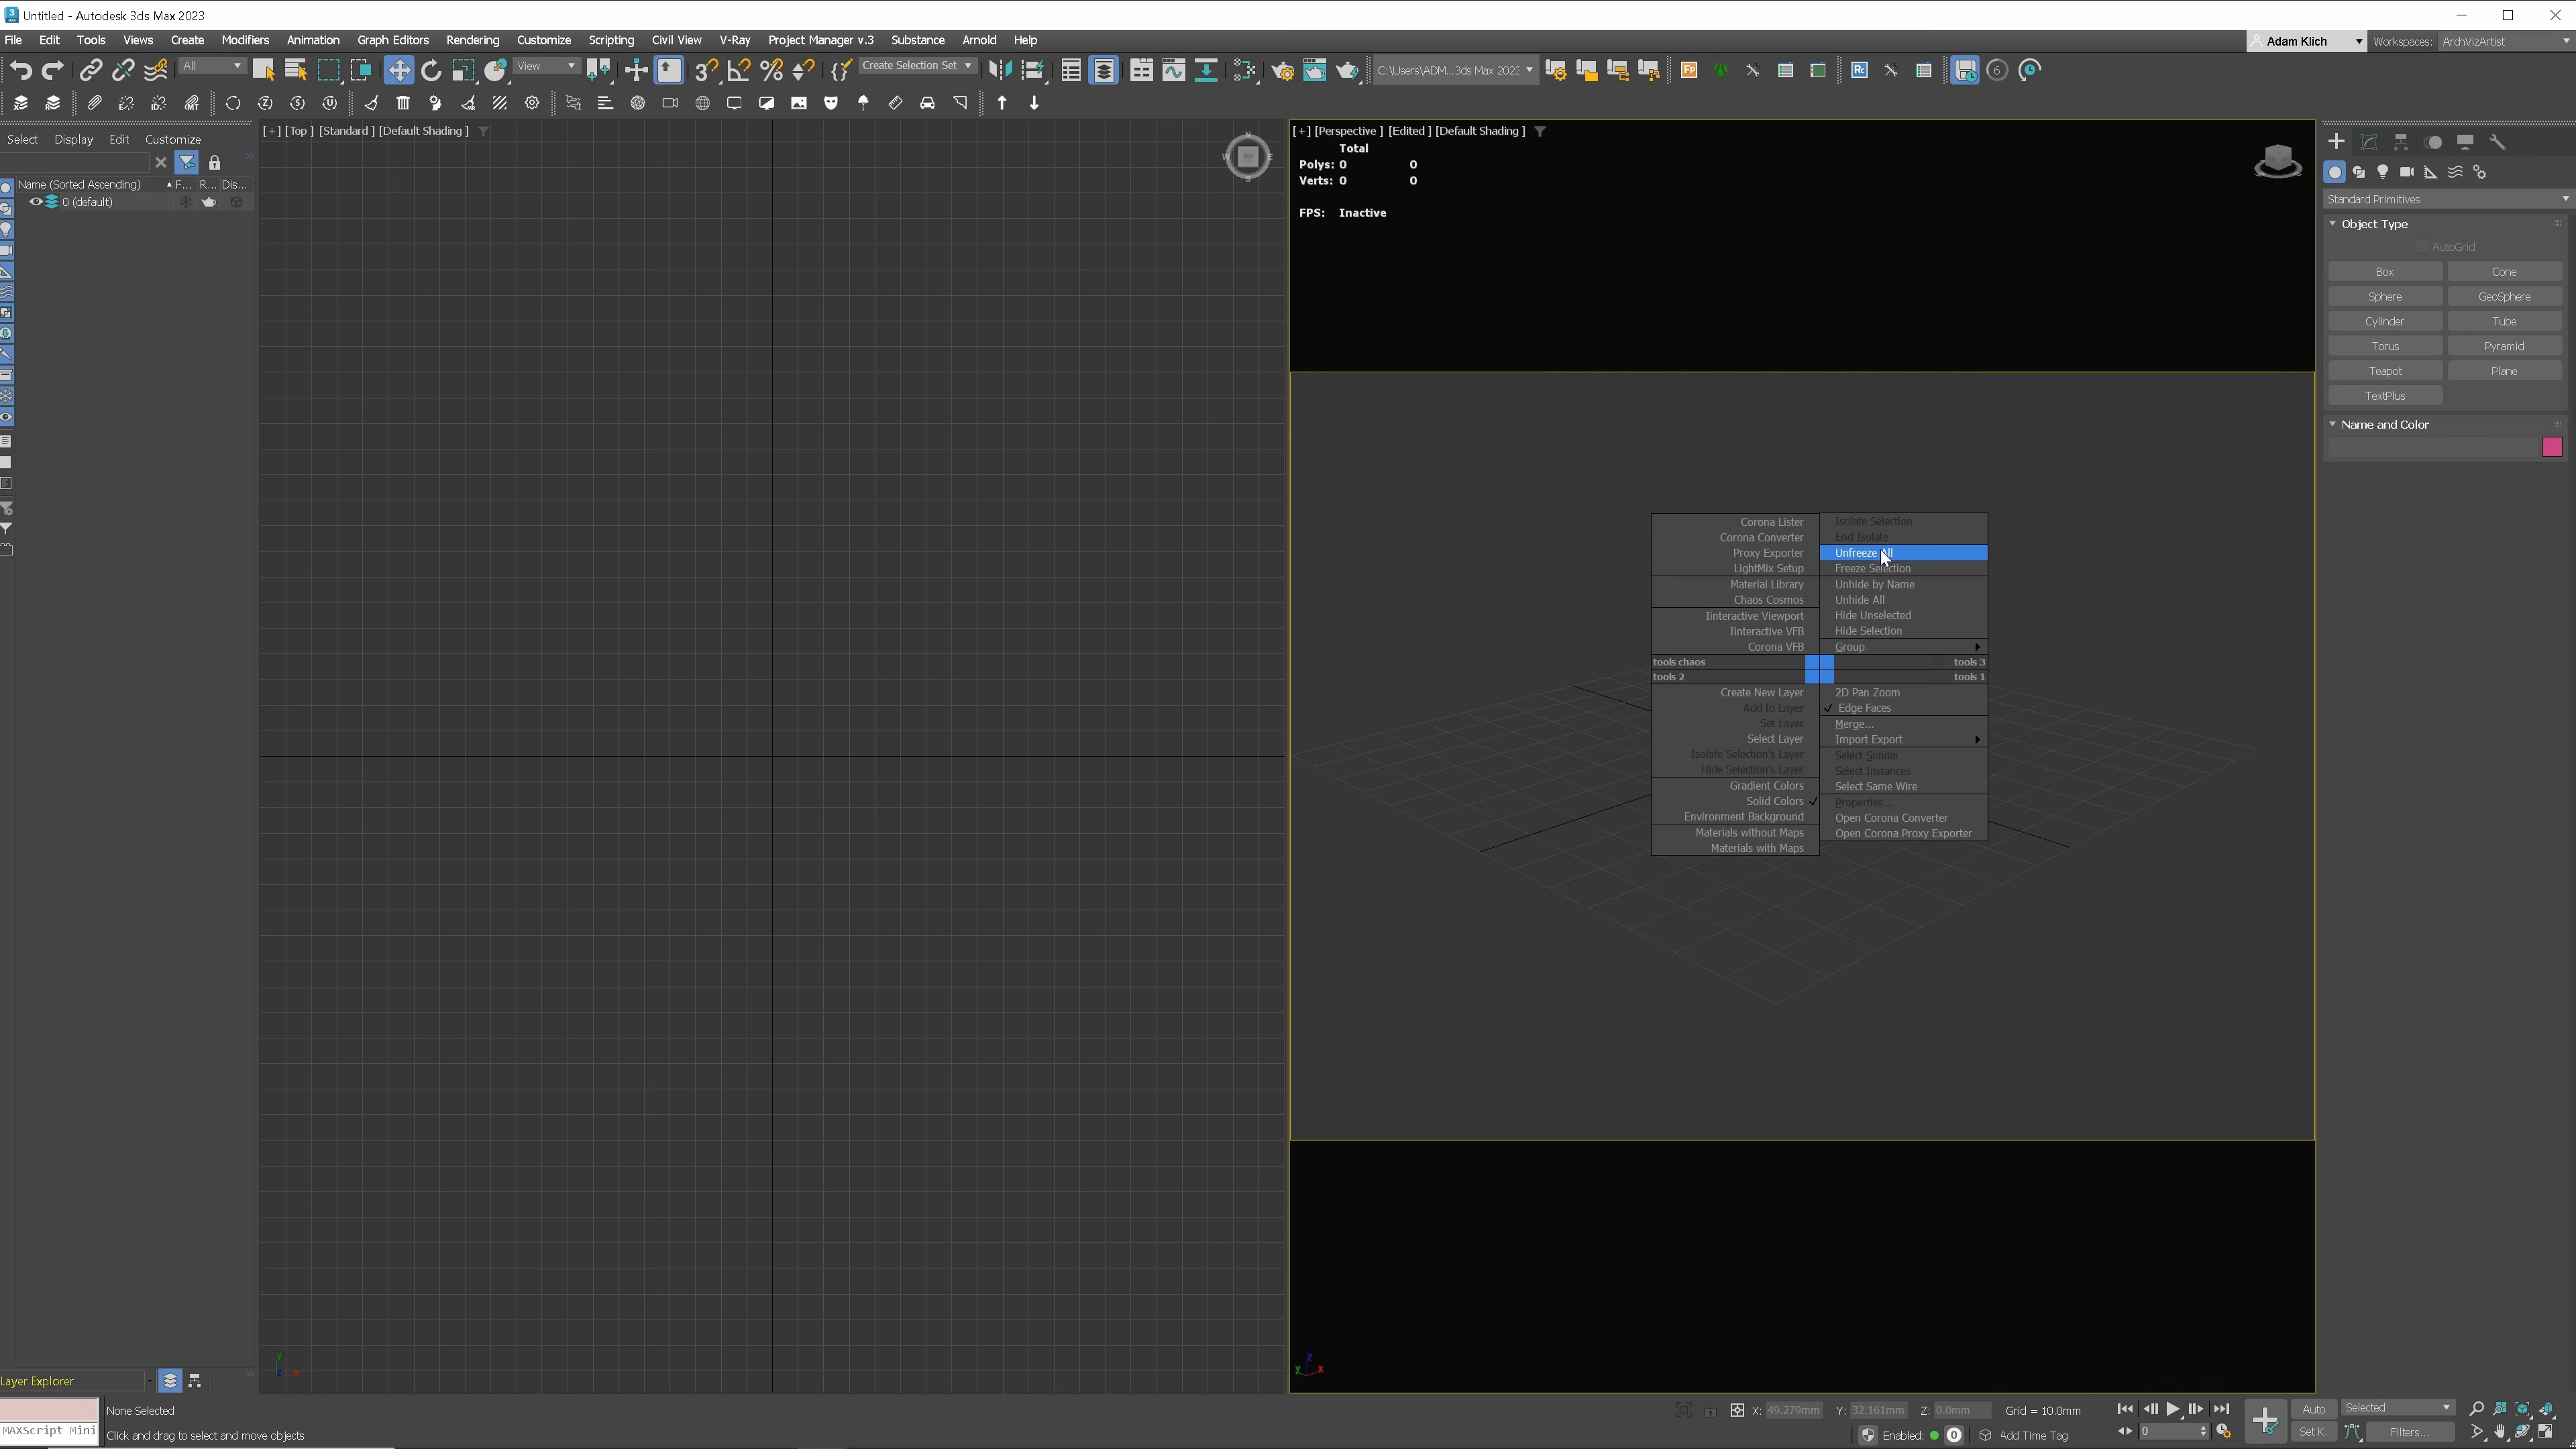 Untitled - Autodesk 3ds Max 2023
File Edit Tools Views Create Modifiers Animation Graph Editors Rendering Customize Scripting Civil View V-Ray Project Manager v.3 Substance Arnold Help
Adam Klich Workspaces: ArchVizArtist
All View Create Selection Set C:\Users\ADM...3ds Max 2023 Fp Rc 6
Select Display Edit Customize
Name (Sorted Ascending) F... R... Dis...
0 (default)
[+] [Top ] [Standard ] [Default Shading ]
N
W E
S
[+] [Perspective ] [Edited ] [Default Shading ]
Total
Polys: 0 0
Verts: 0 0
FPS: Inactive
Standard Primitives
Object Type
AutoGrid
Box Cone
Sphere GeoSphere
Cylinder Tube
Torus Pyramid
Teapot Plane
TextPlus
Name and Color
Corona Lister
Corona Converter
Proxy Exporter
LightMix Setup
Material Library
Chaos Cosmos
Iinteractive Viewport
Iinteractive VFB
Corona VFB
tools chaos
Isolate Selection
End Isolate
Unfreeze All
Freeze Selection
Unhide by Name
Unhide All
Hide Unselected
Hide Selection
Group
tools 3
tools 2
Create New Layer
Add to Layer
Set Layer
Select Layer
Isolate Selection's Layer
Hide Selection's Layer
Gradient Colors
Solid Colors
Environment Background
Materials without Maps
Materials with Maps
tools 1
2D Pan Zoom
Edge Faces
Merge...
Import Export
Select Similar
Select Instances
Select Same Wire
Properties...
Open Corona Converter
Open Corona Proxy Exporter
Layer Explorer
None Selected
MAXScript Mini
Click and drag to select and move objects
X: 49.279mm Y: 32.161mm Z: 0.0mm Grid = 10.0mm
Enabled: 0 Add Time Tag
Auto Selected
0 Set K. Filters...